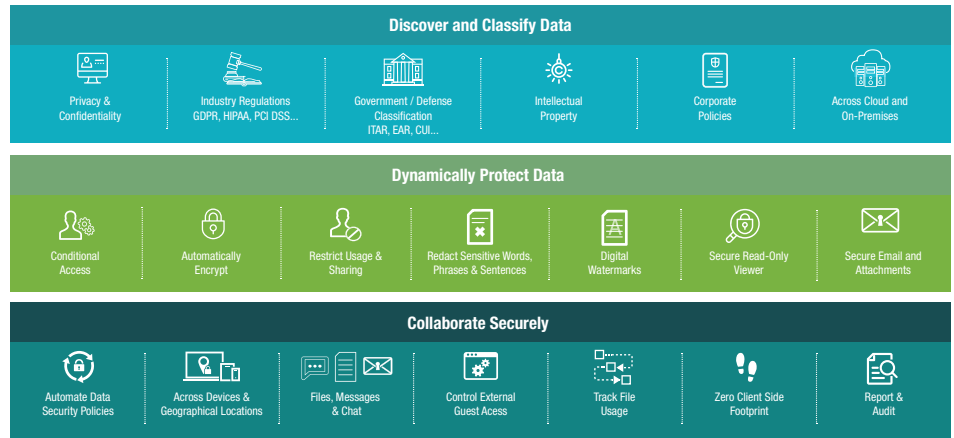 Discover and Classify Data
Privacy &
Confidentiality
Industry Regulations
GDPR, HIPAA, PCI DSS...
Government / Defense
Classification
ITAR, EAR, CUI...
Intellectual
Property
Corporate
Policies
Across Cloud and
On-Premises
Dynamically Protect Data
Conditional
Access
Automatically
Encrypt
Restrict Usage &
Sharing
Redact Sensitive Words,
Phrases & Sentences
Digital
Watermarks
Secure Read-Only
Viewer
Secure Email and
Attachments
Collaborate Securely
Automate Data
Security Policies
Across Devices &
Geographical Locations
Files, Messages
& Chat
Control External
Guest Acess
Track File
Usage
Zero Client Side
Footprint
Report &
Audit